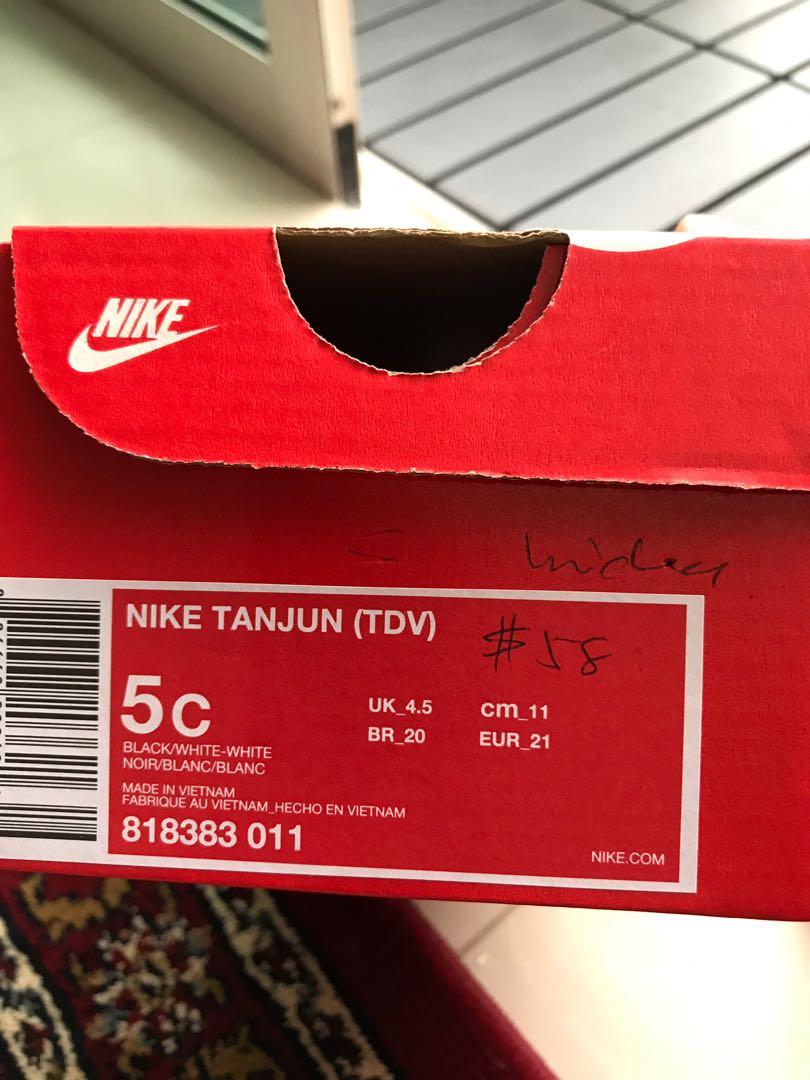 NIKE
NIKE TANJUN (TDV)
#58
5C
UK_4.5 cm_11
BR_20 EUR_21
BLACK/WHITE-WHITE
NOIR/BLANC/BLANC
MADE IN VIETNAM
FABRIQUE AU VIETNAM_HECHO EN VIETNAM
818383 011
NIKE.COM